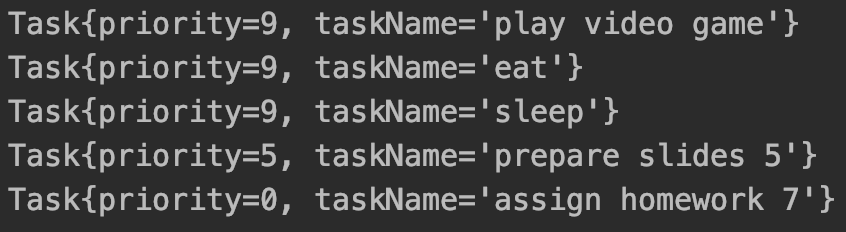 Task{priority=9, taskName='play video game'}
Task{priority=9, taskName='eat'}
Task{priority=9, taskName='sleep'}
Task{priority=5, taskName='prepare slides 5'}
Task{priority=0, taskName='assign homework 7'}